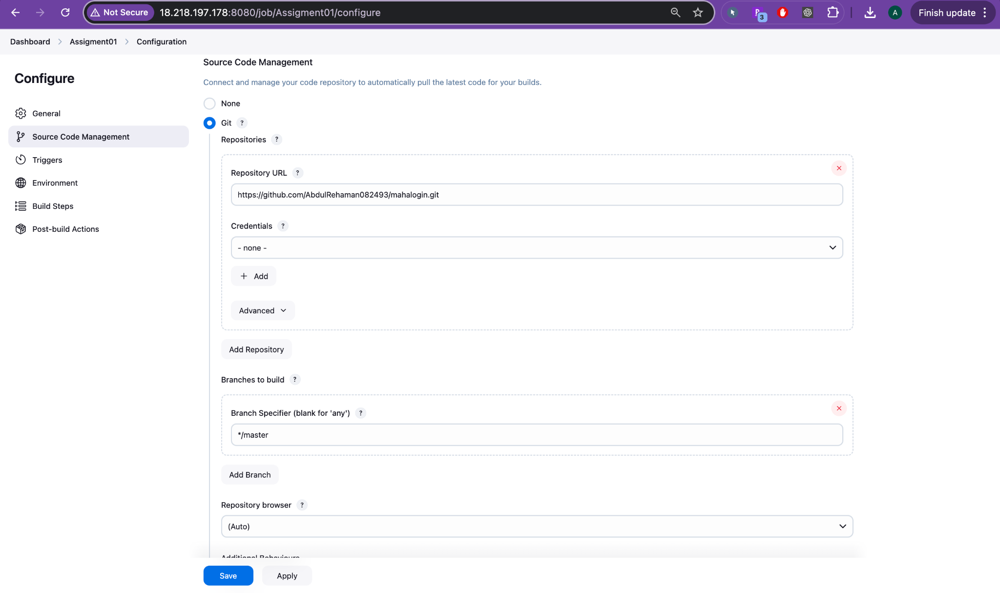 Not Secure
18.218.197.178:8080/job/Assigment01/configure
3
A
Finish update
Dashboard
Assigment01
Configuration
Configure
General
Source Code Management
Triggers
Environment
Build Steps
Post-build Actions
Source Code Management
Connect and manage your code repository to automatically pull the latest code for your builds.
None
Git ?
Repositories ?
Repository URL ?
https://github.com/AbdulRehaman082493/mahalogin.git
Credentials ?
- none -
+ Add
Advanced
Add Repository
Branches to build ?
Branch Specifier (blank for 'any') ?
*/master
Add Branch
Repository browser ?
(Auto)
Additional Behaviours
Save
Apply